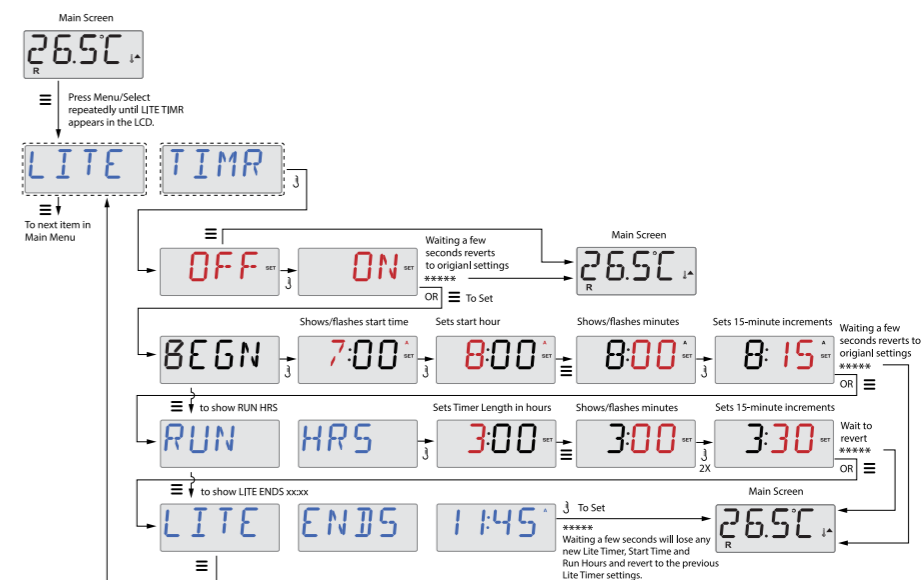 Main Screen
26.5°C
R
Press Menu/Select
repeatedly until LITE TIMR
appears in the LCD.
LITE TIMR
To next item in
Main Menu
OFF SET
ON SET
Waiting a few
seconds reverts
to origianl settings
*****
OR To Set
Main Screen
26.5°C
R
Shows/flashes start time
Sets start hour
Shows/flashes minutes
Sets 15-minute increments
Waiting a few
seconds reverts to
origianl settings
*****
OR
BEGN
7:00 A SET
8:00 A SET
8:00 A SET
8:15 A SET
to show RUN HRS
Sets Timer Length in hours
Shows/flashes minutes
Sets 15-minute increments
Wait to
revert
*****
OR
RUN HRS
3:00 SET
3:00 SET
2X
3:30 SET
to show LITE ENDS xx:xx
LITE ENDS 11:45 A
To Set
*****
Waiting a few seconds will lose any
new Lite Timer, Start Time and
Run Hours and revert to the previous
Lite Timer settings.
Main Screen
26.5°C
R